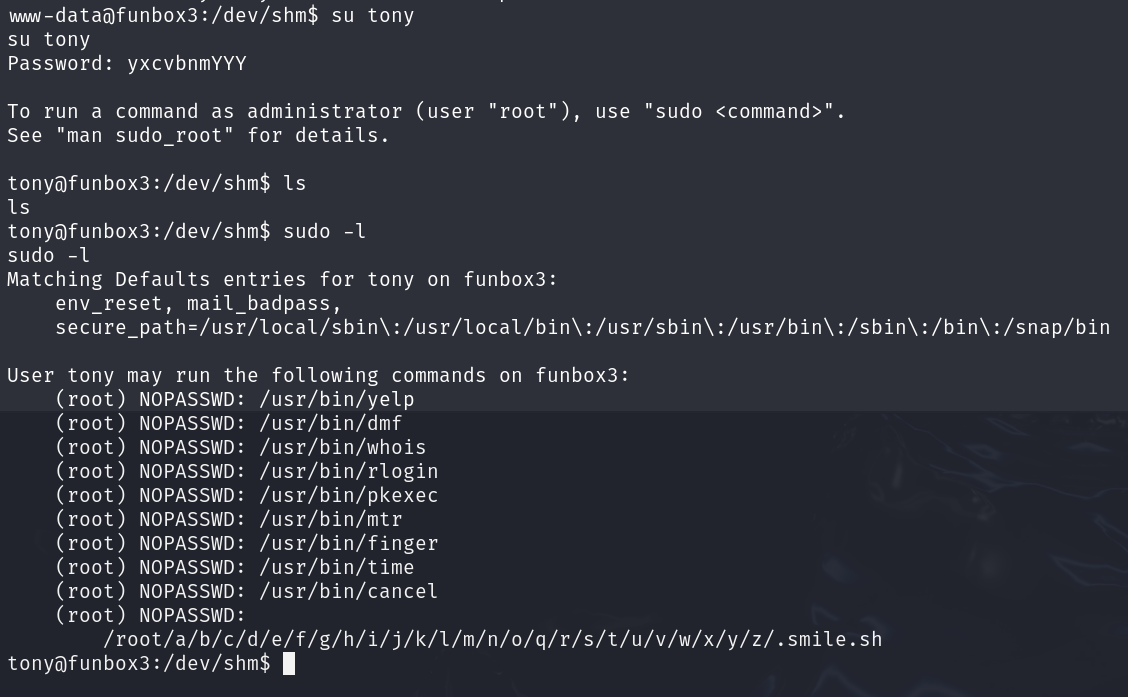 www-data@funbox3:/dev/shm$ su tony
su tony
Password: yxcvbnmYYY
To run a command as administrator (user "root"), use "sudo <command>".
See "man sudo_root" for details.
tony@funbox3:/dev/shm$ ls
ls
tony@funbox3:/dev/shm$ sudo -l
sudo -l
Matching Defaults entries for tony on funbox3:
    env_reset, mail_badpass,
    secure_path=/usr/local/sbin\:/usr/local/bin\:/usr/sbin\:/usr/bin\:/sbin\:/bin\:/snap/bin
User tony may run the following commands on funbox3:
    (root) NOPASSWD: /usr/bin/yelp
    (root) NOPASSWD: /usr/bin/dmf
    (root) NOPASSWD: /usr/bin/whois
    (root) NOPASSWD: /usr/bin/rlogin
    (root) NOPASSWD: /usr/bin/pkexec
    (root) NOPASSWD: /usr/bin/mtr
    (root) NOPASSWD: /usr/bin/finger
    (root) NOPASSWD: /usr/bin/time
    (root) NOPASSWD: /usr/bin/cancel
    (root) NOPASSWD:
        /root/a/b/c/d/e/f/g/h/i/j/k/l/m/n/o/q/r/s/t/u/v/w/x/y/z/.smile.sh
tony@funbox3:/dev/shm$